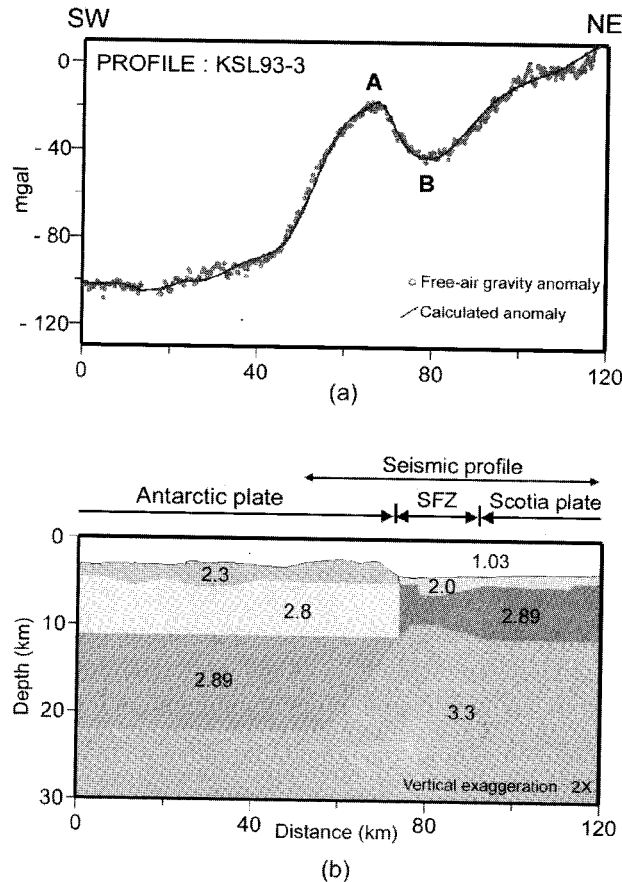 SW NE
PROFILE : KSL93-3
0
- 40
- 80
- 120
mgal
A
B
Free-air gravity anomaly
Calculated anomaly
0 40 80 120
(a)
Seismic profile
Antarctic plate SFZ Scotia plate
0
10
20
30
Depth (km)
1.03
2.3
2.0
2.8
2.89
2.89
3.3
Vertical exaggeration : 2X
0 40 80 120
Distance (km)
(b)